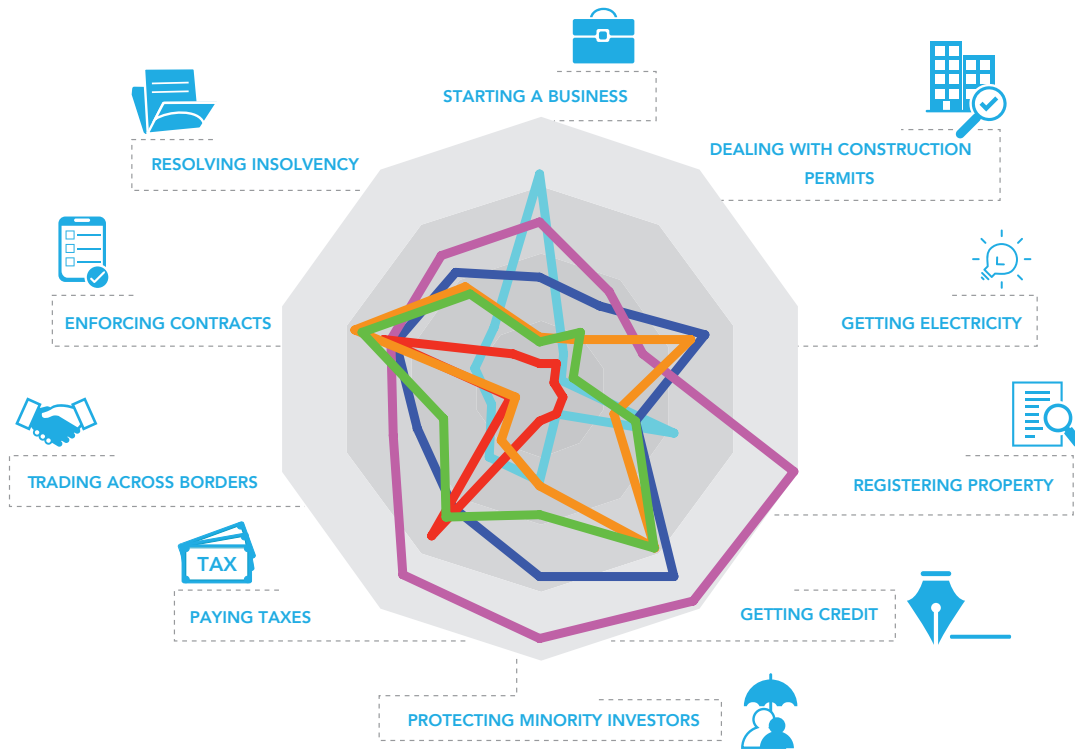 STARTING A BUSINESS
DEALING WITH CONSTRUCTION
PERMITS
RESOLVING INSOLVENCY
ENFORCING CONTRACTS
GETTING ELECTRICITY
TRADING ACROSS BORDERS
REGISTERING PROPERTY
TAX
PAYING TAXES
GETTING CREDIT
PROTECTING MINORITY INVESTORS